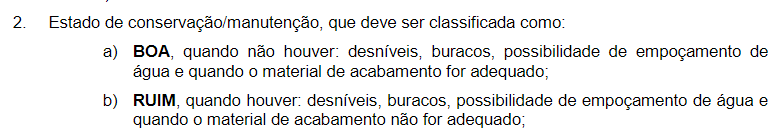 2. Estado de conservação/manutenção, que deve ser classificada como:
a) BOA, quando não houver: desníveis, buracos, possibilidade de empoçamento de
água e quando o material de acabamento for adequado;
b) RUIM, quando houver: desníveis, buracos, possibilidade de empoçamento de água e
quando o material de acabamento não for adequado;